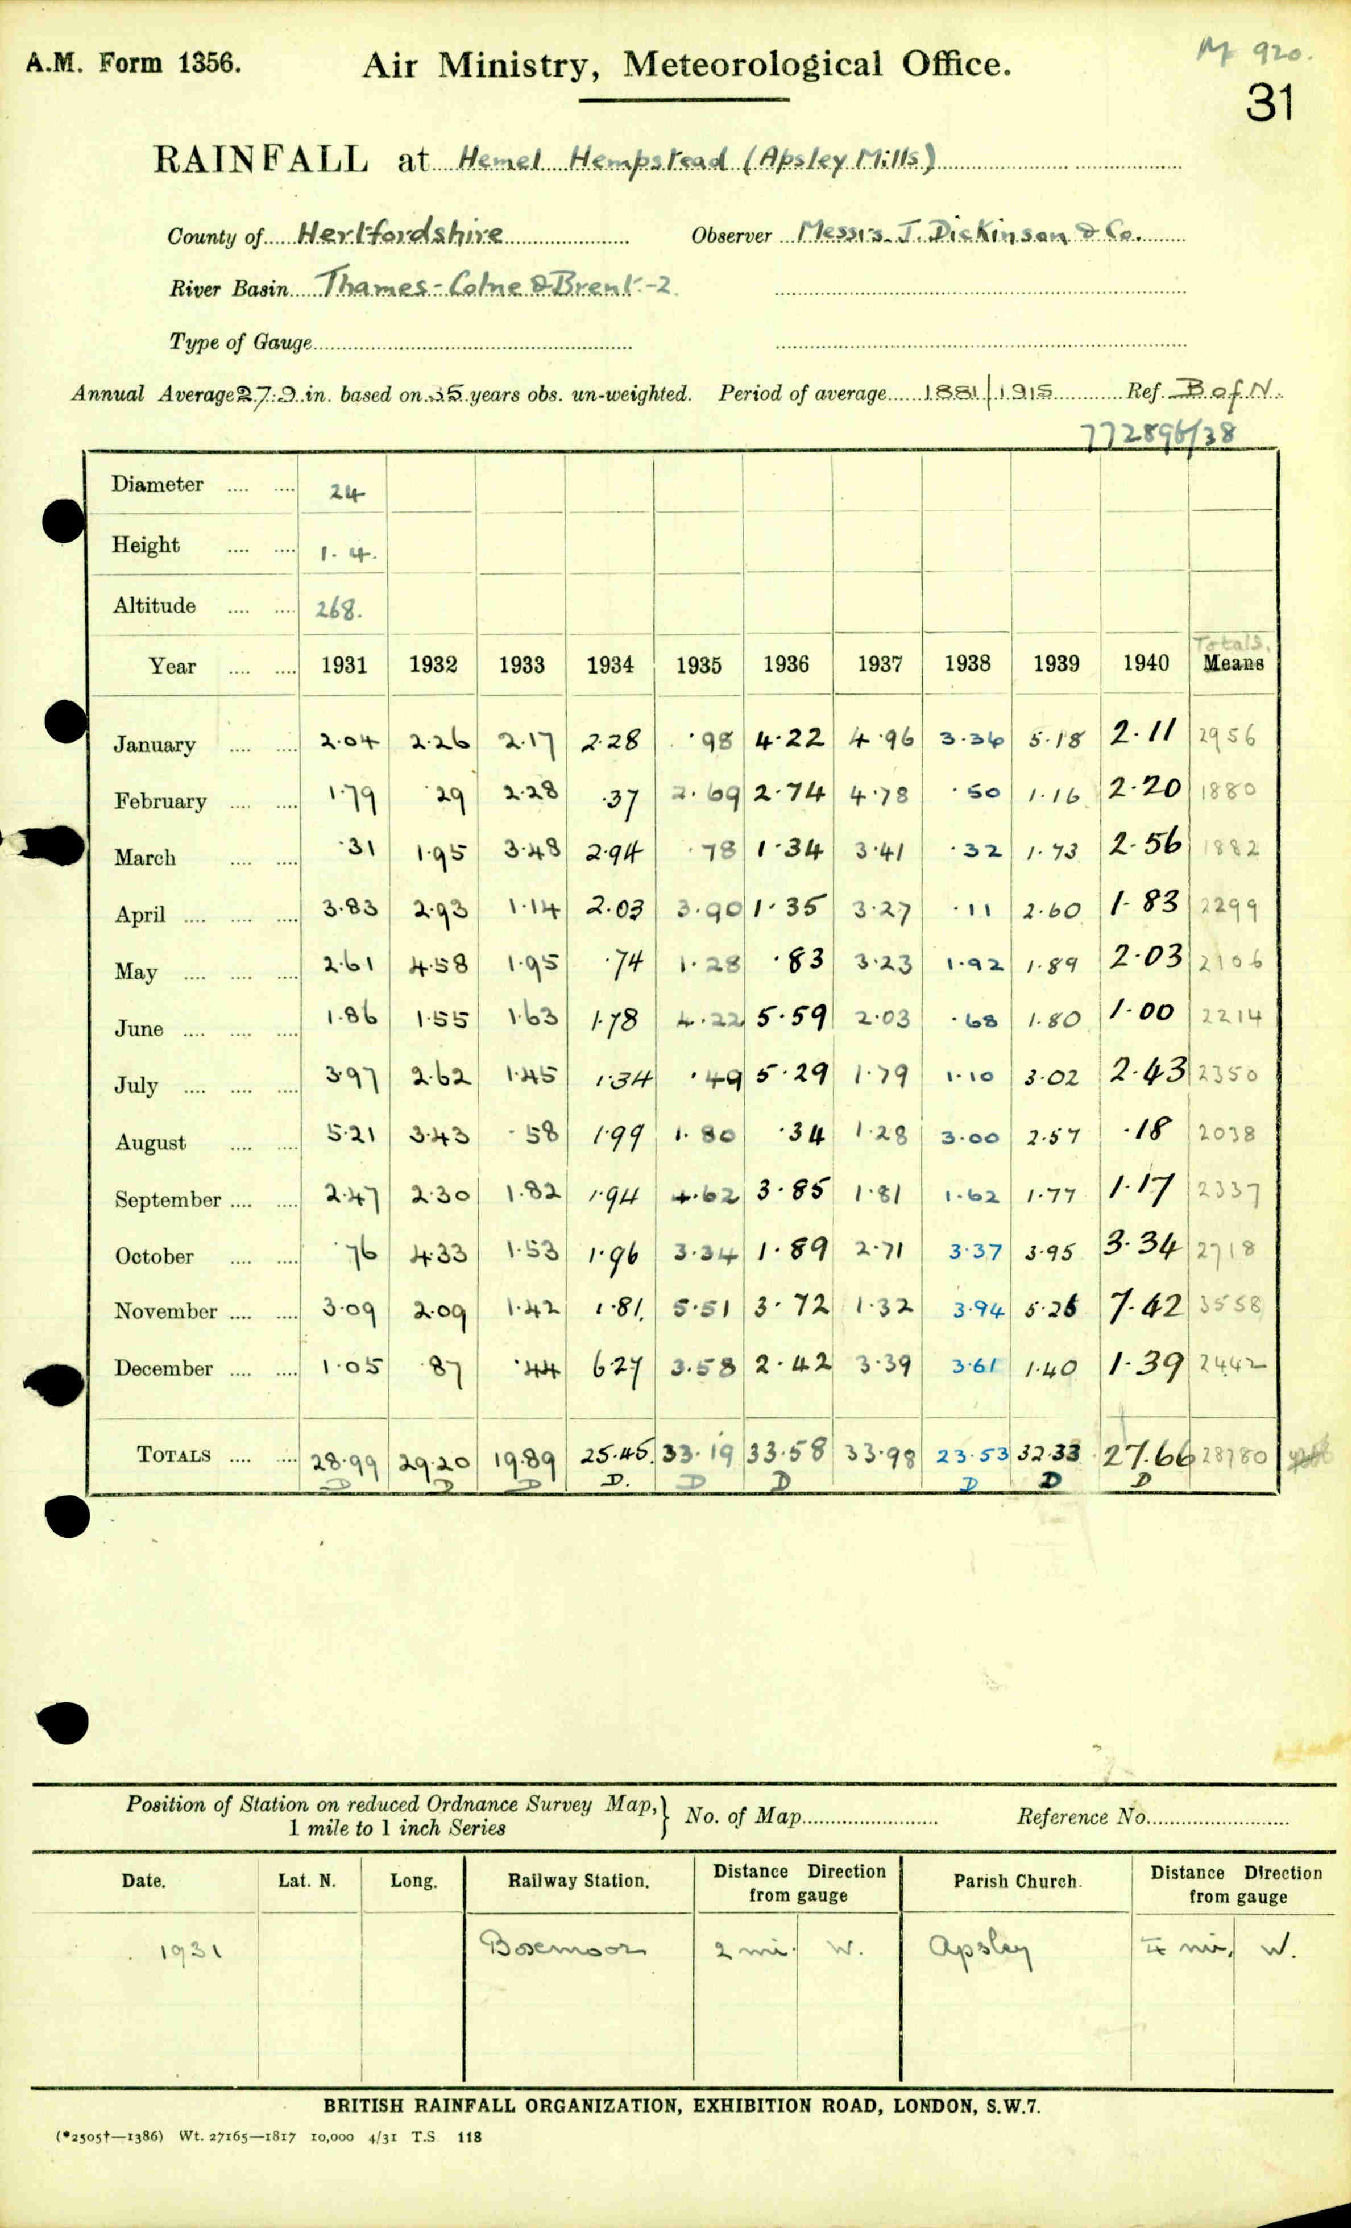 A.M. Form 1356.
Air Ministry, Meteorological Office.
920.
31
RAINFALL at Hemel Hempstead (Apsley Mills)
County of Hertfordshire Observer Messrs. J. Dickinson & Co.
River Basin Thames-Colne & Brent-2
Type of Gauge
Annual Average 27.9 in. based on 35 years obs. un-weighted. Period of average 1881/1915 Ref. B of N.
772896/38
Diameter 24
Height 1.4.
Altitude 268.
Totals.
Year 1931 1932 1933 1934 1935 1936 1937 1938 1939 1940 Means
January 2.04 2.26 2.17 2.28 .98 4.22 4.96 3.36 5.18 2.11 2956
February 1.79 .29 2.28 .37 2.69 2.74 4.78 .50 1.16 2.20 1880
March .31 1.95 3.48 2.94 .78 1.34 3.41 .32 1.73 2.56 1882
April 3.83 2.93 1.14 2.03 3.90 1.35 3.27 .11 2.60 1.83 2299
May 2.61 4.58 1.95 .74 1.28 .83 3.23 1.92 1.89 2.03 2106
June 1.86 1.55 1.63 1.78 4.22 5.59 2.03 .68 1.80 1.00 2214
July 3.97 2.62 1.45 1.34 .49 5.29 1.79 1.10 3.02 2.43 2350
August 5.21 3.43 .58 1.99 1.80 .34 1.28 3.00 2.57 .18 2038
September 2.47 2.30 1.82 1.94 4.62 3.85 1.81 1.62 1.77 1.17 2337
October .76 4.33 1.53 1.96 3.34 1.89 2.71 3.37 3.95 3.34 2718
November 3.09 2.09 1.42 1.81 5.51 3.72 1.32 3.94 5.26 7.42 3558
December 1.05 .87 .44 6.27 3.58 2.42 3.39 3.61 1.40 1.39 2442
TOTALS 28.99 29.20 19.89 25.45 33.19 33.58 33.98 23.53 32.33 27.66 28780
D D D D. D D D D D
Position of Station on reduced Ordnance Survey Map, 1 mile to 1 inch Series } No. of Map Reference No.
Date. Lat. N. Long. Railway Station. Distance Direction from gauge Parish Church. Distance Direction from gauge
1931 Boxmoor 2 mi. W. Apsley ¼ mi. W.
BRITISH RAINFALL ORGANIZATION, EXHIBITION ROAD, LONDON, S.W.7.
(*2505†—1386) Wt. 27165—1817 10,000 4/31 T.S 118